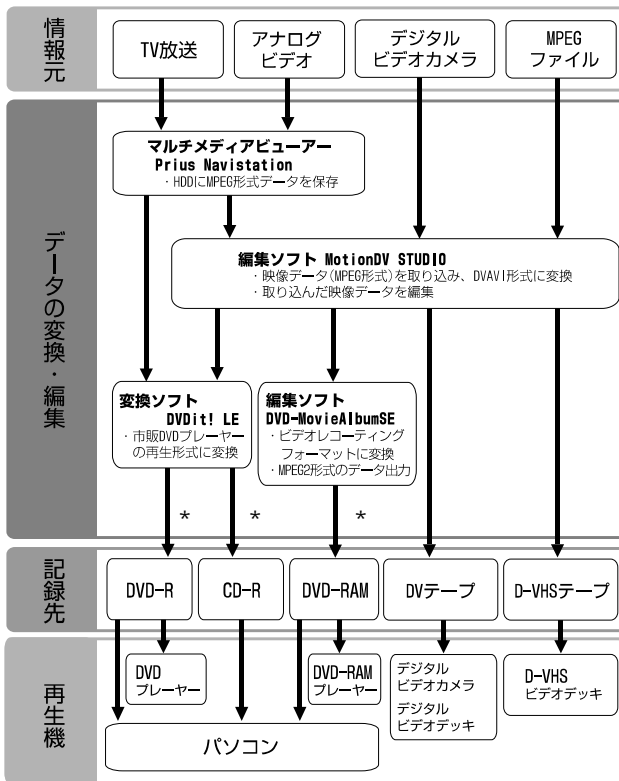 情報元
TV放送
アナログ
ビデオ
デジタル
ビデオカメラ
MPEG
ファイル
データの変換・編集
マルチメディアビューアー
Prius Navistation
・HDDにMPEG形式データを保存
編集ソフト MotionDV STUDIO
・映像データ(MPEG形式)を取り込み、DVAVI形式に変換
・取り込んだ映像データを編集
変換ソフト
DVDit! LE
・市販DVDプレーヤー
の再生形式に変換
編集ソフト
DVD-MovieAlbumSE
・ビデオレコーティング
フォーマットに変換
・MPEG2形式のデータ出力
* * *
記録先
DVD-R
CD-R
DVD-RAM
DVテープ
D-VHSテープ
再生機
DVD
プレーヤー
DVD-RAM
プレーヤー
デジタル
ビデオカメラ
デジタル
ビデオデッキ
D-VHS
ビデオデッキ
パソコン